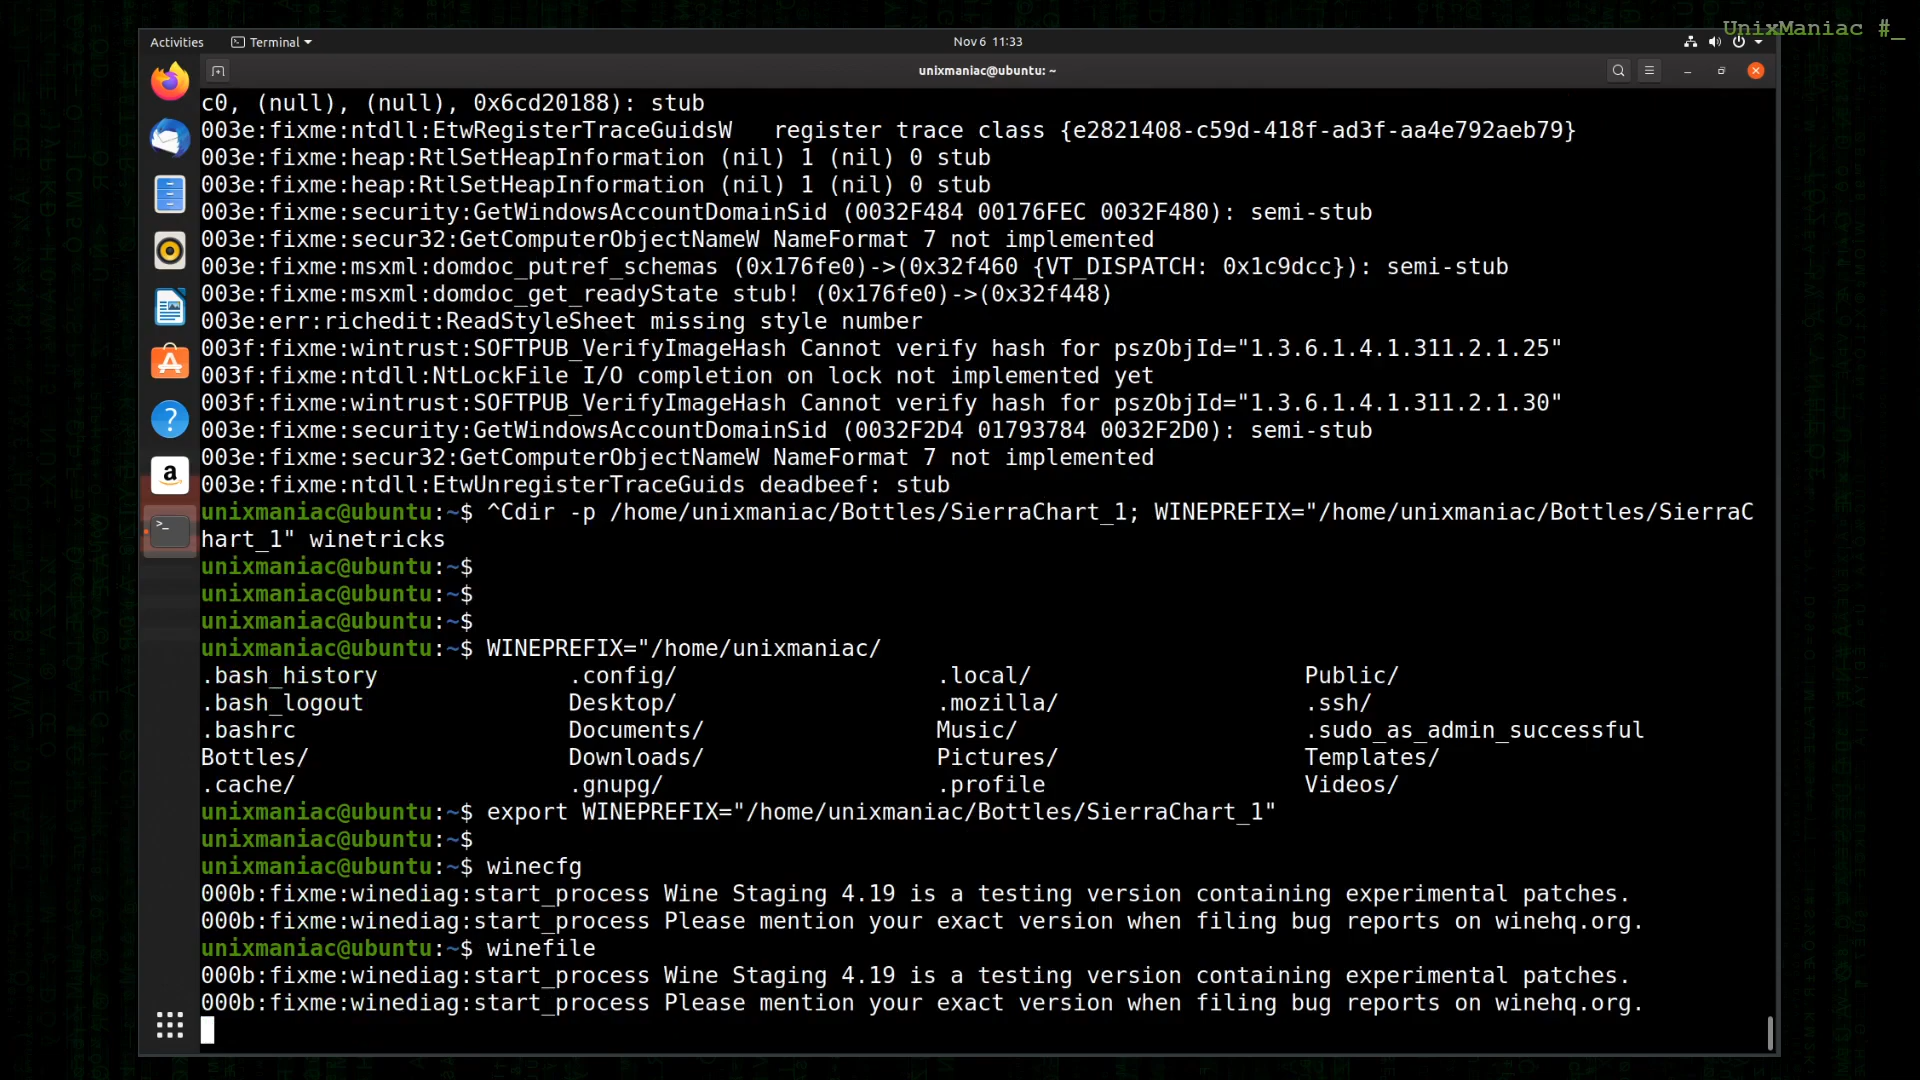 UnixManiac #_
Activities Terminal Nov 6 11:33
unixmaniac@ubuntu: ~
c0, (null), (null), 0x6cd20188): stub
003e:fixme:ntdll:EtwRegisterTraceGuidsW   register trace class {e2821408-c59d-418f-ad3f-aa4e792aeb79}
003e:fixme:heap:RtlSetHeapInformation (nil) 1 (nil) 0 stub
003e:fixme:heap:RtlSetHeapInformation (nil) 1 (nil) 0 stub
003e:fixme:security:GetWindowsAccountDomainSid (0032F484 00176FEC 0032F480): semi-stub
003e:fixme:secur32:GetComputerObjectNameW NameFormat 7 not implemented
003e:fixme:msxml:domdoc_putref_schemas (0x176fe0)->(0x32f460 {VT_DISPATCH: 0x1c9dcc}): semi-stub
003e:fixme:msxml:domdoc_get_readyState stub! (0x176fe0)->(0x32f448)
003e:err:richedit:ReadStyleSheet missing style number
003f:fixme:wintrust:SOFTPUB_VerifyImageHash Cannot verify hash for pszObjId="1.3.6.1.4.1.311.2.1.25"
003f:fixme:ntdll:NtLockFile I/O completion on lock not implemented yet
003f:fixme:wintrust:SOFTPUB_VerifyImageHash Cannot verify hash for pszObjId="1.3.6.1.4.1.311.2.1.30"
003e:fixme:security:GetWindowsAccountDomainSid (0032F2D4 01793784 0032F2D0): semi-stub
003e:fixme:secur32:GetComputerObjectNameW NameFormat 7 not implemented
003e:fixme:ntdll:EtwUnregisterTraceGuids deadbeef: stub
unixmaniac@ubuntu:~$ ^Cdir -p /home/unixmaniac/Bottles/SierraChart_1; WINEPREFIX="/home/unixmaniac/Bottles/SierraC
hart_1" winetricks
unixmaniac@ubuntu:~$
unixmaniac@ubuntu:~$
unixmaniac@ubuntu:~$
unixmaniac@ubuntu:~$ WINEPREFIX="/home/unixmaniac/
.bash_history .config/ .local/ Public/
.bash_logout Desktop/ .mozilla/ .ssh/
.bashrc Documents/ Music/ .sudo_as_admin_successful
Bottles/ Downloads/ Pictures/ Templates/
.cache/ .gnupg/ .profile Videos/
unixmaniac@ubuntu:~$ export WINEPREFIX="/home/unixmaniac/Bottles/SierraChart_1"
unixmaniac@ubuntu:~$
unixmaniac@ubuntu:~$ winecfg
000b:fixme:winediag:start_process Wine Staging 4.19 is a testing version containing experimental patches.
000b:fixme:winediag:start_process Please mention your exact version when filing bug reports on winehq.org.
unixmaniac@ubuntu:~$ winefile
000b:fixme:winediag:start_process Wine Staging 4.19 is a testing version containing experimental patches.
000b:fixme:winediag:start_process Please mention your exact version when filing bug reports on winehq.org.